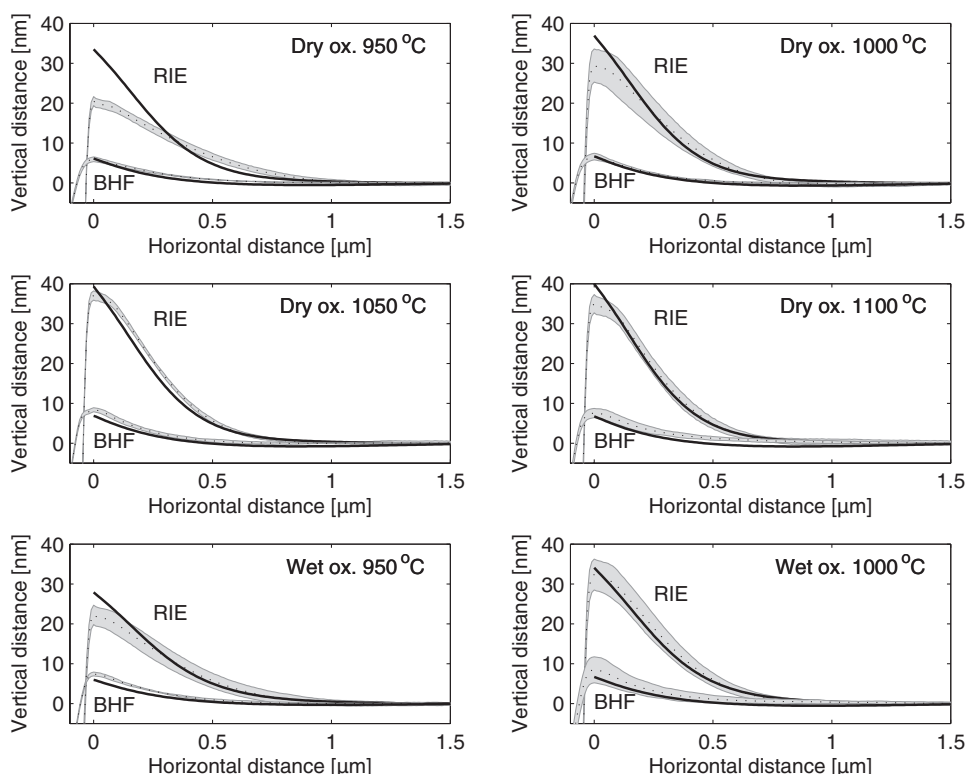 Vertical distance [nm]
40
30
20
10
0
Dry ox. 950 °C
RIE
BHF
0 0.5 1 1.5
Horizontal distance [µm]
Vertical distance [nm]
40
30
20
10
0
Dry ox. 1000 °C
RIE
BHF
0 0.5 1 1.5
Horizontal distance [µm]
Vertical distance [nm]
40
30
20
10
0
Dry ox. 1050 °C
RIE
BHF
0 0.5 1 1.5
Horizontal distance [µm]
Vertical distance [nm]
40
30
20
10
0
Dry ox. 1100 °C
RIE
BHF
0 0.5 1 1.5
Horizontal distance [µm]
Vertical distance [nm]
40
30
20
10
0
Wet ox. 950 °C
RIE
BHF
0 0.5 1 1.5
Horizontal distance [µm]
Vertical distance [nm]
40
30
20
10
0
Wet ox. 1000 °C
RIE
BHF
0 0.5 1 1.5
Horizontal distance [µm]